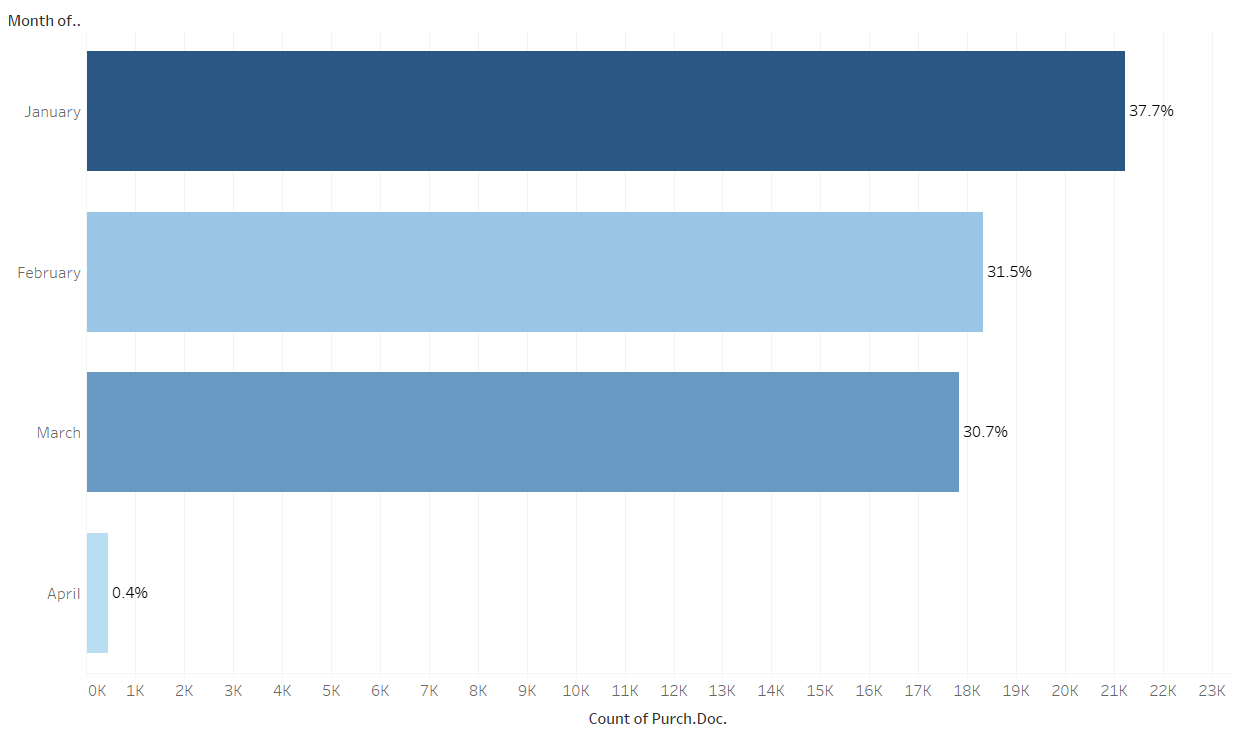 Month of..
January
37.7%
February
31.5%
March
30.7%
April
0.4%
0K 1K 2K 3K 4K 5K 6K 7K 8K 9K 10K 11K 12K 13K 14K 15K 16K 17K 18K 19K 20K 21K 22K 23K
Count of Purch.Doc.